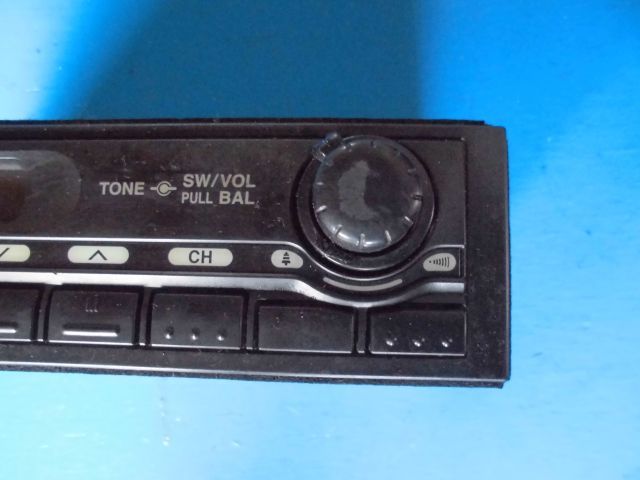 TONE SW/VOL
PULL BAL
CH